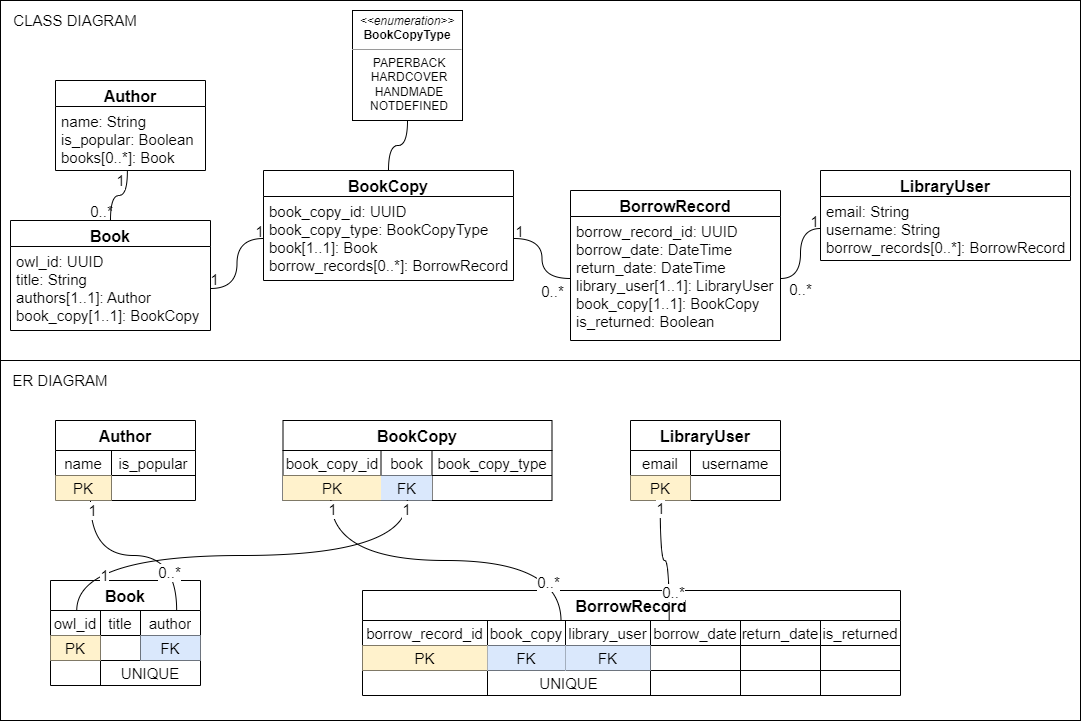 CLASS DIAGRAM
<<enumeration>>
BookCopyType
PAPERBACK
HARDCOVER
HANDMADE
NOTDEFINED
Author
name: String
is_popular: Boolean
books[0..*]: Book
1
0..*
Book
owl_id: UUID
title: String
authors[1..1]: Author
book_copy[1..1]: BookCopy
1
1
BookCopy
book_copy_id: UUID
book_copy_type: BookCopyType
book[1..1]: Book
borrow_records[0..*]: BorrowRecord
1
0..*
BorrowRecord
borrow_record_id: UUID
borrow_date: DateTime
return_date: DateTime
library_user[1..1]: LibraryUser
book_copy[1..1]: BookCopy
is_returned: Boolean
1
0..*
LibraryUser
email: String
username: String
borrow_records[0..*]: BorrowRecord
ER DIAGRAM
Author
name is_popular
PK
1
BookCopy
book_copy_id book book_copy_type
PK FK
1 1
LibraryUser
email username
PK
1
1 0..*
Book
owl_id title author
PK FK
UNIQUE
0..* 0..*
BorrowRecord
borrow_record_id book_copy library_user borrow_date return_date is_returned
PK FK FK
UNIQUE